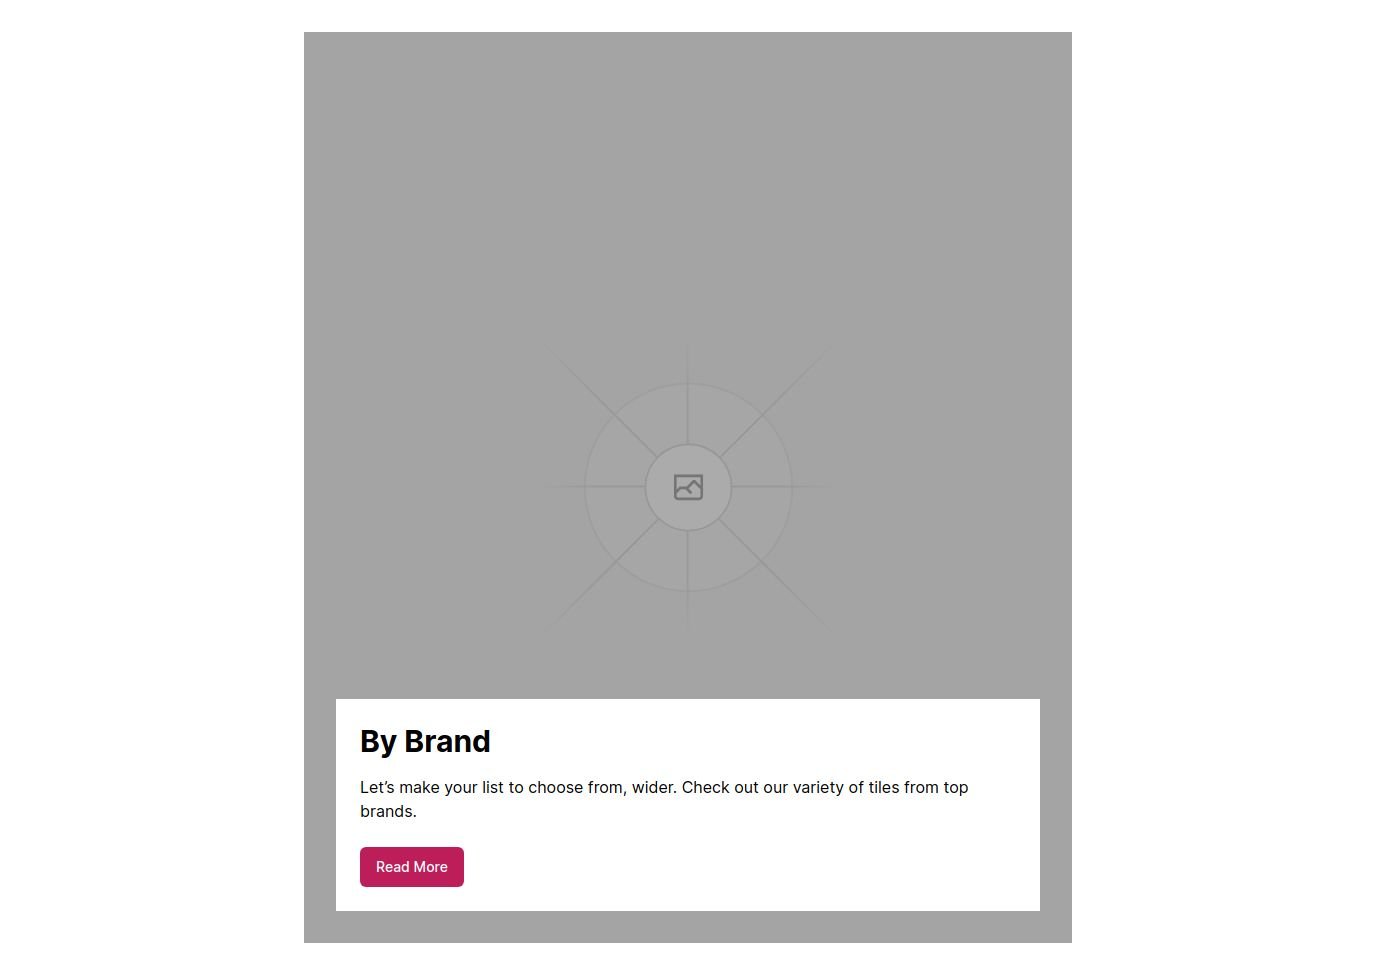 By Brand
Let’s make your list to choose from, wider. Check out our variety of tiles from top
brands.
Read More